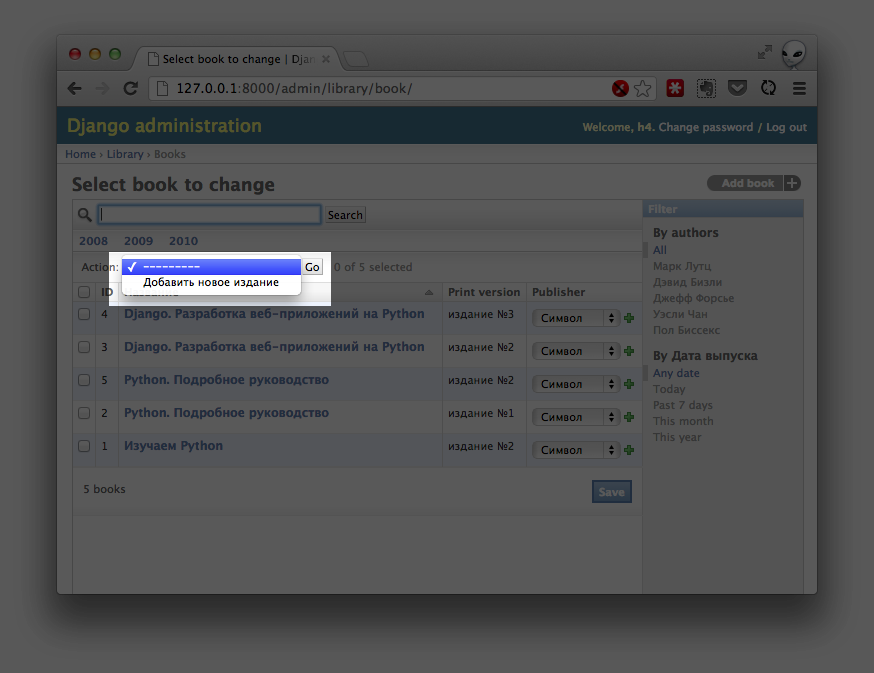 Select book to change | Djan
127.0.0.1:8000/admin/library/book/
Django administration
Welcome, h4. Change password / Log out
Home › Library › Books
Select book to change
Add book
Search
Filter
2008 2009 2010
By authors
All
Марк Лутц
Дэвид Бизли
Джефф Форсье
Уэсли Чан
Пол Биссекс
By Дата выпуска
Any date
Today
Past 7 days
This month
This year
Action: ✓ --------- Go 0 of 5 selected
Добавить новое издание
ID Print version Publisher
4 Django. Разработка веб-приложений на Python издание №3 Символ
3 Django. Разработка веб-приложений на Python издание №2 Символ
5 Python. Подробное руководство издание №2 Символ
2 Python. Подробное руководство издание №1 Символ
1 Изучаем Python издание №2 Символ
5 books
Save